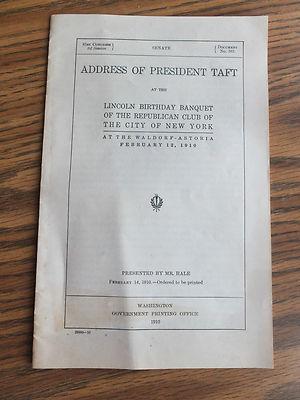 61ST CONGRESS
2d Session
SENATE
DOCUMENT
ADDRESS OF PRESIDENT TAFT
AT THE
LINCOLN BIRTHDAY BANQUET
OF THE REPUBLICAN CLUB OF
THE CITY OF NEW YORK
AT THE WALDORF-ASTORIA
FEBRUARY 12, 1910
PRESENTED BY MR. HALE
FEBRUARY 14, 1910.—Ordered to be printed
WASHINGTON
GOVERNMENT PRINTING OFFICE
1910